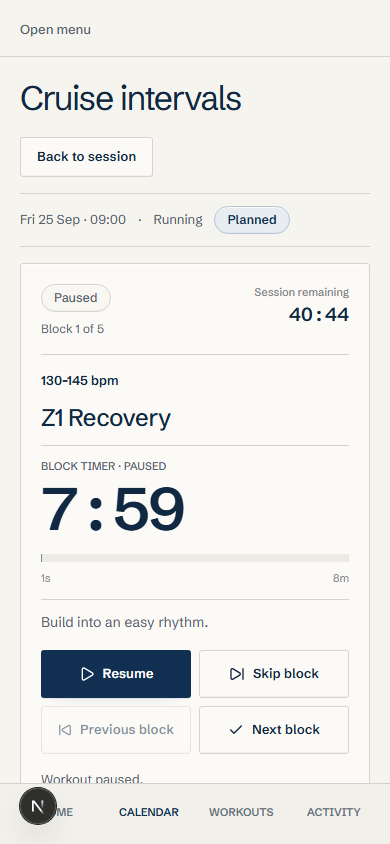 Open menu
Cruise intervals
Back to session
Fri 25 Sep · 09:00 · Running Planned
Paused
Session remaining
40:44
Block 1 of 5
130-145 bpm
Z1 Recovery
BLOCK TIMER · PAUSED
7:59
1s 8m
Build into an easy rhythm.
Resume Skip block
Previous block Next block
Workout paused.
N ME CALENDAR WORKOUTS ACTIVITY